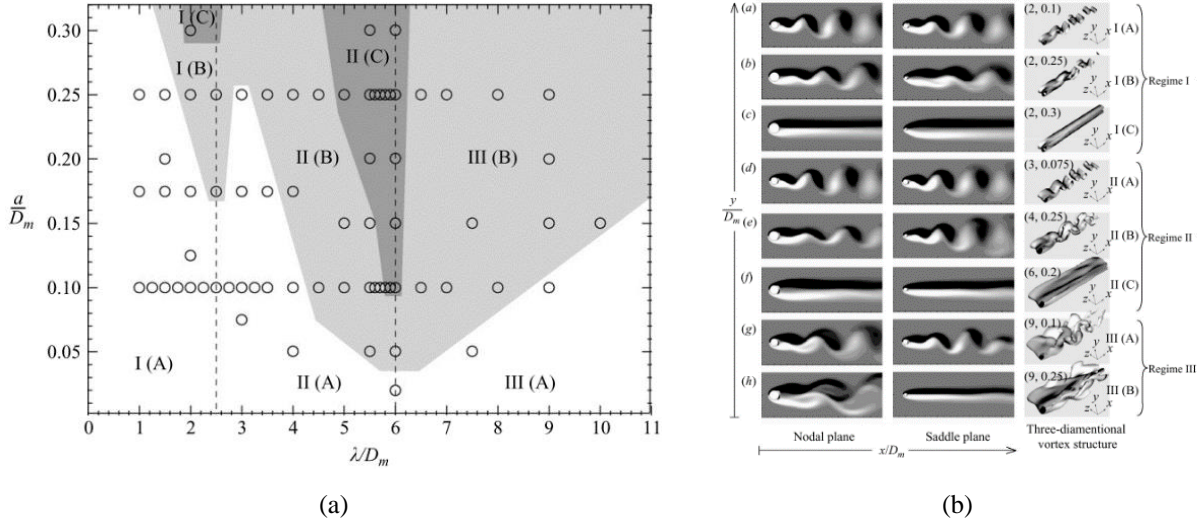 0.30
0.25
0.20
0.15
0.10
0.05
a
D_m
I (C)
I (B)
II (C)
II (B)
III (B)
I (A)
II (A)
III (A)
0 1 2 3 4 5 6 7 8 9 10 11
λ/D_m
(a)
y
D_m
(a) (2, 0.1) y z x I (A)
(b) (2, 0.25) y z x I (B)
(c) (2, 0.3) y z x I (C)
Regime I
(d) (3, 0.075) y z x II (A)
(e) (4, 0.25) y z x II (B)
(f) (6, 0.2) y z x II (C)
Regime II
(g) (9, 0.1) y z x III (A)
(h) (9, 0.25) y z x III (B)
Regime III
Nodal plane
Saddle plane
Three-diamentional
vortex structure
x/D_m
(b)